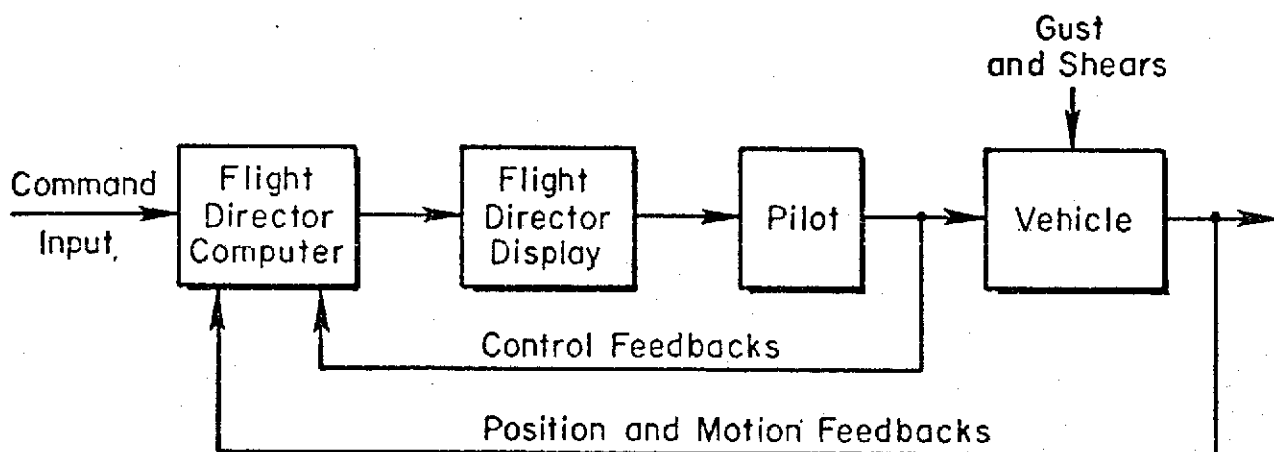 Gust
and Shears
Command
Input,
Flight
Director
Computer
Flight
Director
Display
Pilot
Vehicle
Control Feedbacks
Position and Motion Feedbacks